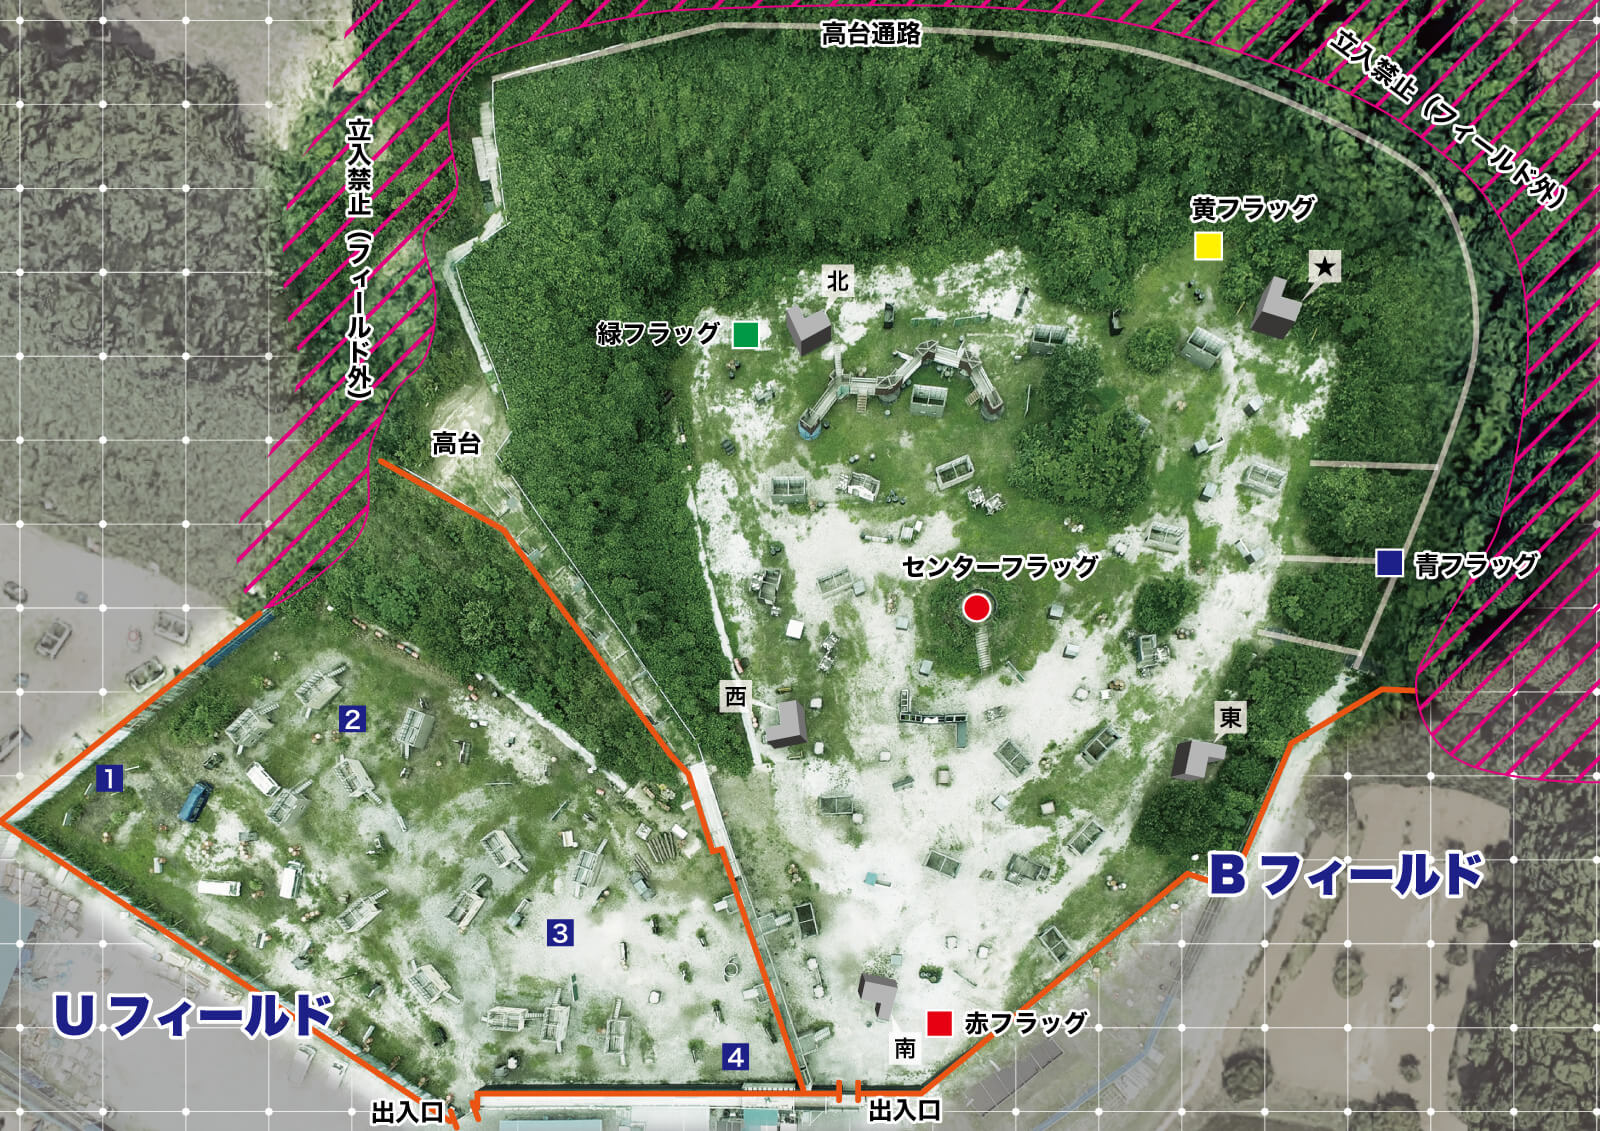 高台通路
立入禁止（フィールド外）
立入禁止（フィールド外）
黄フラッグ
★
北
緑フラッグ
高台
センターフラッグ
青フラッグ
西
東
2
1
3
4
Bフィールド
Uフィールド
赤フラッグ
南
出入口
出入口